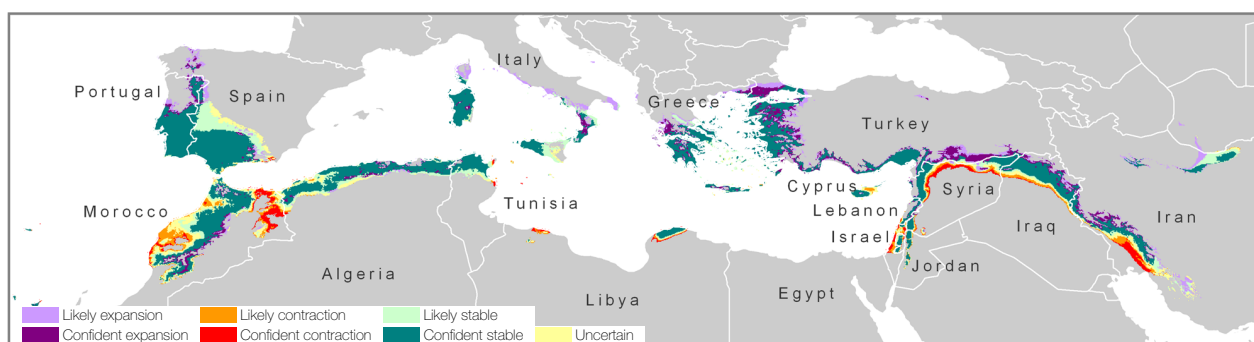 Italy
Portugal
Spain
Greece
Turkey
Cyprus
Syria
Tunisia
Morocco
Lebanon
Iran
Iraq
Israel
Jordan
Algeria
Egypt
Libya
Likely expansion
Likely contraction
Likely stable
Confident expansion
Confident contraction
Confident stable
Uncertain